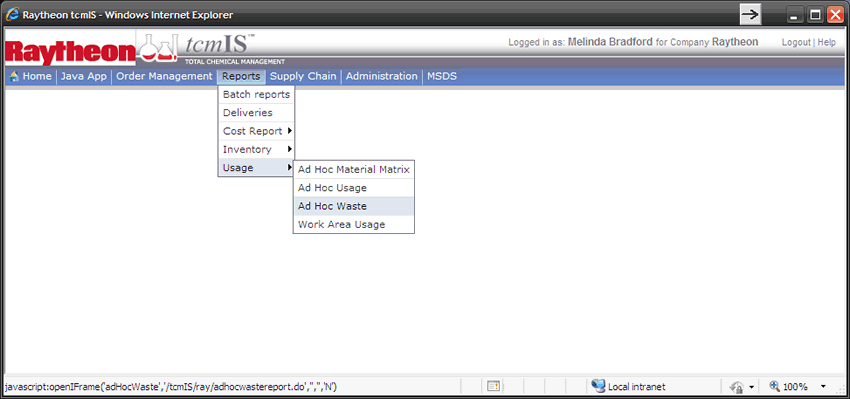 Raytheon tcmIS - Windows Internet Explorer
Raytheon tcmIS™
TOTAL CHEMICAL MANAGEMENT
Logged in as: Melinda Bradford for Company Raytheon Logout | Help
Home | Java App | Order Management | Reports | Supply Chain | Administration | MSDS
Batch reports
Deliveries
Cost Report
Inventory
Usage
Ad Hoc Material Matrix
Ad Hoc Usage
Ad Hoc Waste
Work Area Usage
javascript:openIFrame('adHocWaste','/tcmIS/ray/adhocwastereport.do','','','N') Local intranet 100%